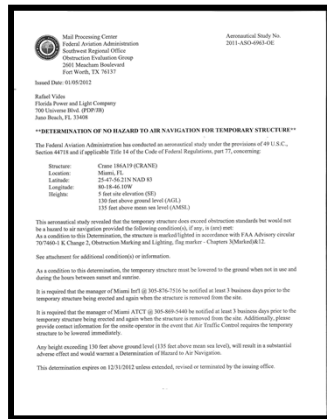 Mail Processing Center
Federal Aviation Administration
Southwest Regional Office
Obstruction Evaluation Group
2601 Meacham Boulevard
Fort Worth, TX 76137
Aeronautical Study No.
2011-ASO-6963-OE
Issued Date: 01/05/2012
Rafael Video
Florida Power and Light Company
700 Universe Blvd. (PDP/JB)
Juno Beach, FL 33408
**DETERMINATION OF NO HAZARD TO AIR NAVIGATION FOR TEMPORARY STRUCTURE**
The Federal Aviation Administration has conducted an aeronautical study under the provisions of 49 U.S.C.,
Section 44718 and if applicable Title 14 of the Code of Federal Regulations, part 77, concerning:
Structure: Crane 186A19 (CRANE)
Location: Miami, FL
Latitude: 25-47-56.21N NAD 83
Longitude: 80-18-46.10W
Heights: 5 feet site elevation (SE)
130 feet above ground level (AGL)
135 feet above mean sea level (AMSL)
This aeronautical study revealed that the temporary structure does exceed obstruction standards but would not
be a hazard to air navigation provided the following condition(s), if any, is (are) met:
As a condition to this Determination, the structure is marked/lighted in accordance with FAA Advisory circular
70/7460-1 K Change 2, Obstruction Marking and Lighting, flag marker - Chapters 3(Marked)&12.
See attachment for additional condition(s) or information.
As a condition to this determination, the temporary structure must be lowered to the ground when not in use and
during the hours between sunset and sunrise.
It is required that the manager of Miami Int'l @ 305-876-7516 be notified at least 3 business days prior to the
temporary structure being erected and again when the structure is removed from the site.
It is required that the manager of Miami ATCT @ 305-869-5440 be notified at least 3 business days prior to the
temporary structure being erected and again when the structure is removed from the site. Additionally, please
provide contact information for the onsite operator in the event that Air Traffic Control requires the temporary
structure to be lowered immediately.
Any height exceeding 130 feet above ground level (135 feet above mean sea level), will result in a substantial
adverse effect and would warrant a Determination of Hazard to Air Navigation.
This determination expires on 12/31/2012 unless extended, revised or terminated by the issuing office.